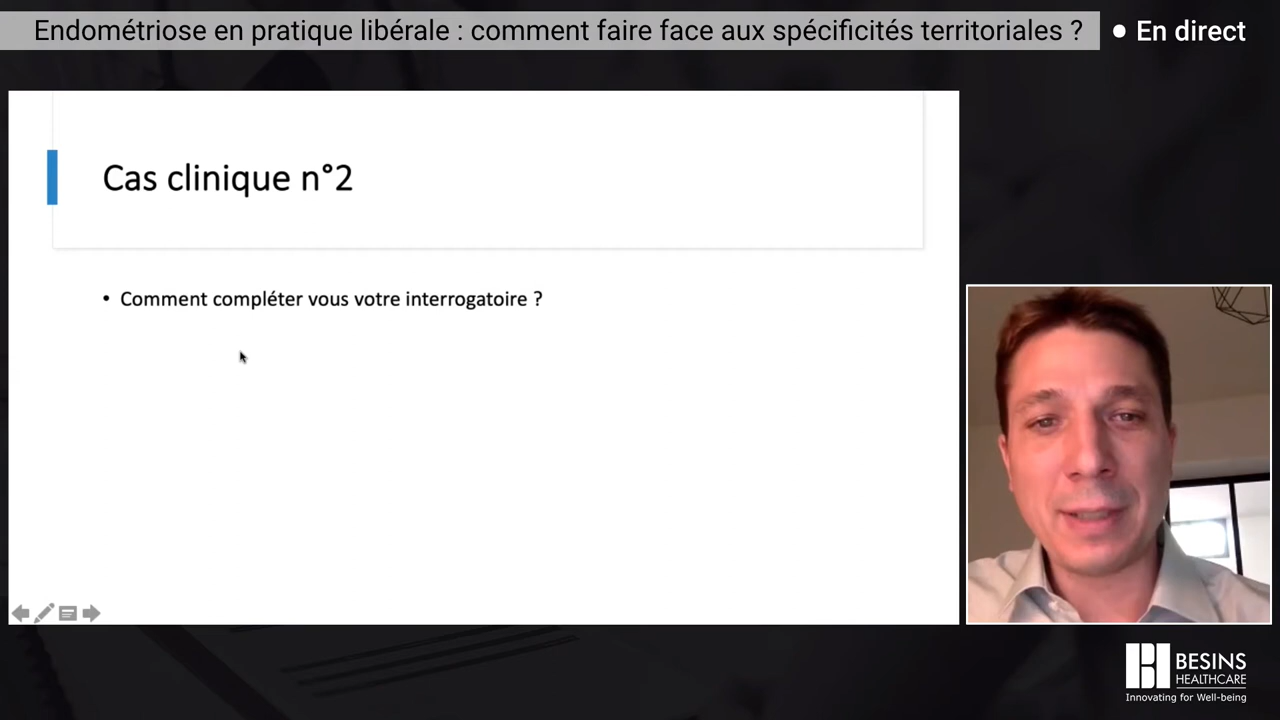 Endométriose en pratique libérale : comment faire face aux spécificités territoriales ?
● En direct
Cas clinique n°2
• Comment compléter vous votre interrogatoire ?
BESINS
HEALTHCARE
Innovating for Well-being